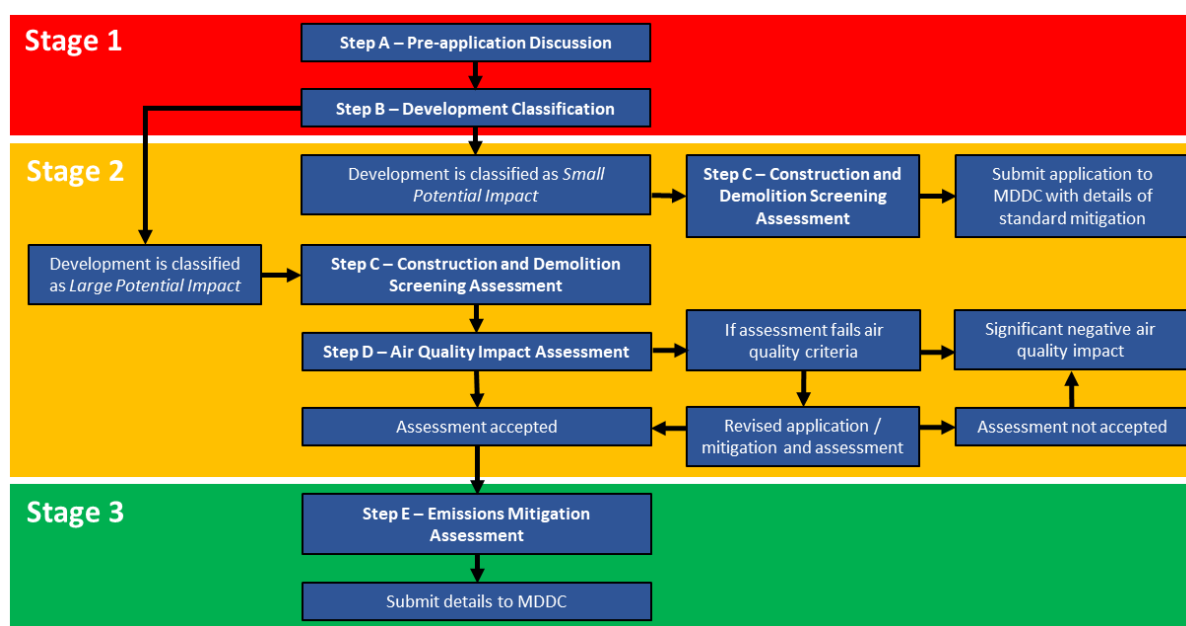 Stage 1
Step A – Pre-application Discussion
Step B – Development Classification
Stage 2
Development is classified as Small
Potential Impact
Step C – Construction and
Demolition Screening
Assessment
Submit application to
MDDC with details of
standard mitigation
Development is classified
as Large Potential Impact
Step C – Construction and Demolition
Screening Assessment
Step D – Air Quality Impact Assessment
If assessment fails air
quality criteria
Significant negative air
quality impact
Assessment accepted
Revised application /
mitigation and assessment
Assessment not accepted
Stage 3
Step E – Emissions Mitigation
Assessment
Submit details to MDDC